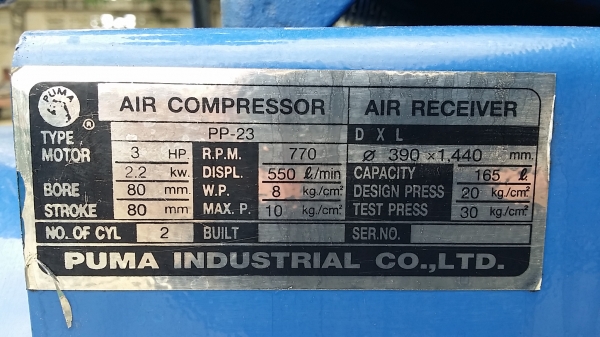 PUMA
®
AIR COMPRESSOR AIR RECEIVER
TYPE PP-23 D X L
MOTOR 3 HP R.P.M. 770 ø 390 × 1,440 mm.
2.2 kw. DISPL. 550 ℓ/min CAPACITY 165 ℓ
BORE 80 mm W.P. 8 kg/cm² DESIGN PRESS 20 kg/cm²
STROKE 80 mm MAX. P. 10 kg/cm² TEST PRESS 30 kg/cm²
NO. OF CYL 2 BUILT SER.NO.
PUMA INDUSTRIAL CO.,LTD.